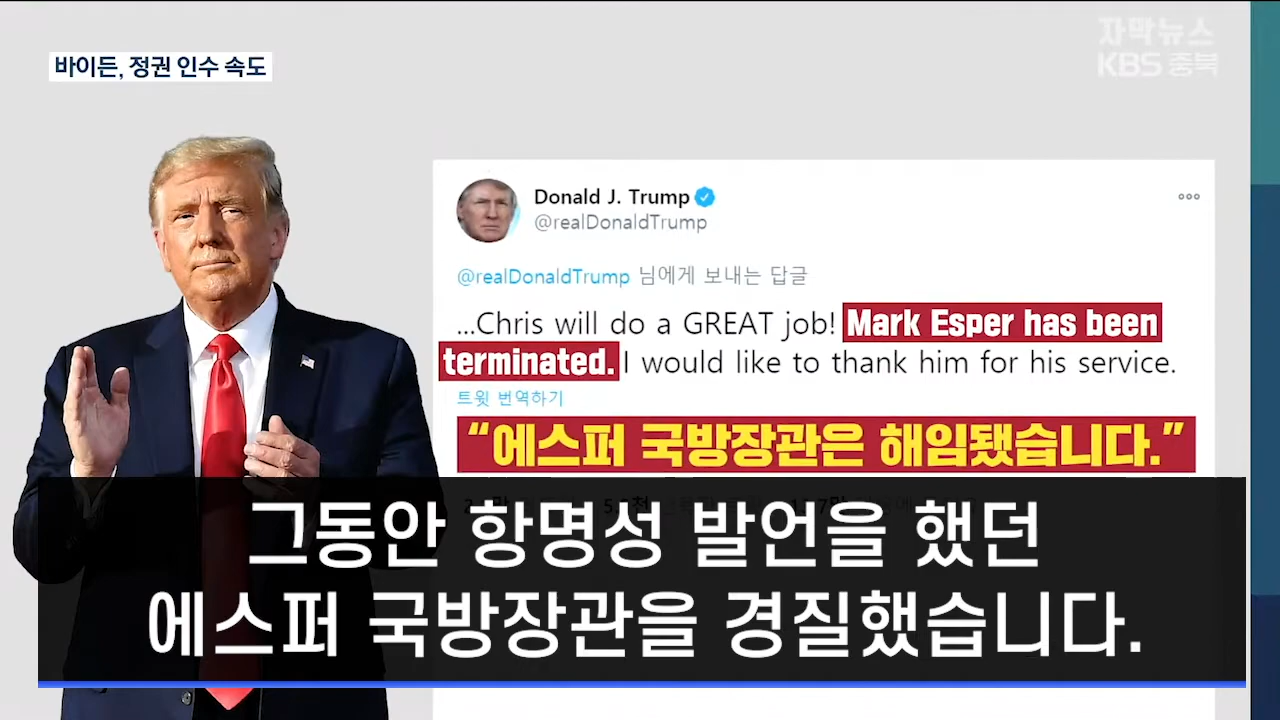 바이든, 정권 인수 속도
자막뉴스
KBS 충북
Donald J. Trump
@realDonaldTrump
@realDonaldTrump 님에게 보내는 답글
...Chris will do a GREAT job! Mark Esper has been
terminated. I would like to thank him for his service.
트윗 번역하기
“에스퍼 국방장관은 해임됐습니다.”
그동안 항명성 발언을 했던
에스퍼 국방장관을 경질했습니다.